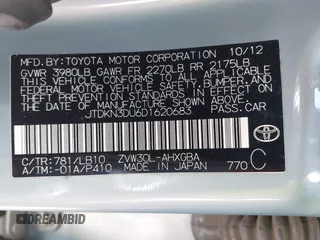 MFD.BY:TOYOTA MOTOR CORPORATION 10/12
GVWR 3980LB GAWR FR 2270LB RR 2175LB
THIS VEHICLE CONFORMS TO ALL APPLICABLE
FEDERAL MOTOR VEHICLE SAFETY, BUMPER,
AND THEFT PREVENTION STANDARDS IN EFFECT
ON THE DATE OF MANUFACTURE SHOWN ABOVE.
JTDKN3DU6D1620683 PASS.CAR
C/TR:781/LB10 ZVW30L-AHXGBA
A/TM:-01A/P410 MADE IN JAPAN 770 C
TOYOTA
© DEALERBID